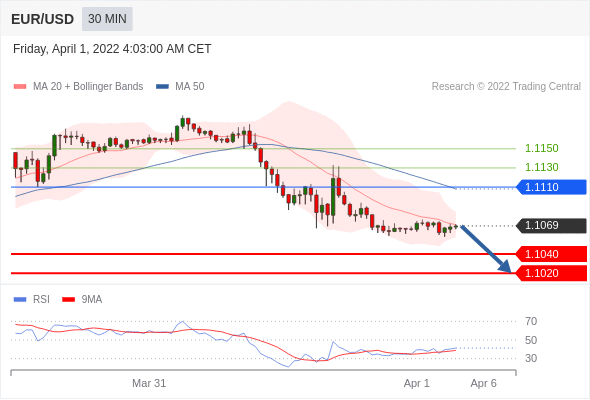 EUR/USD 30 MIN
Friday, April 1, 2022 4:03:00 AM CET
MA 20 + Bollinger Bands MA 50 Research © 2022 Trading Central
1.1150
1.1130
1.1110
1.1069
1.1040
1.1020
RSI 9MA
70
50
30
Mar 31 Apr 1 Apr 6